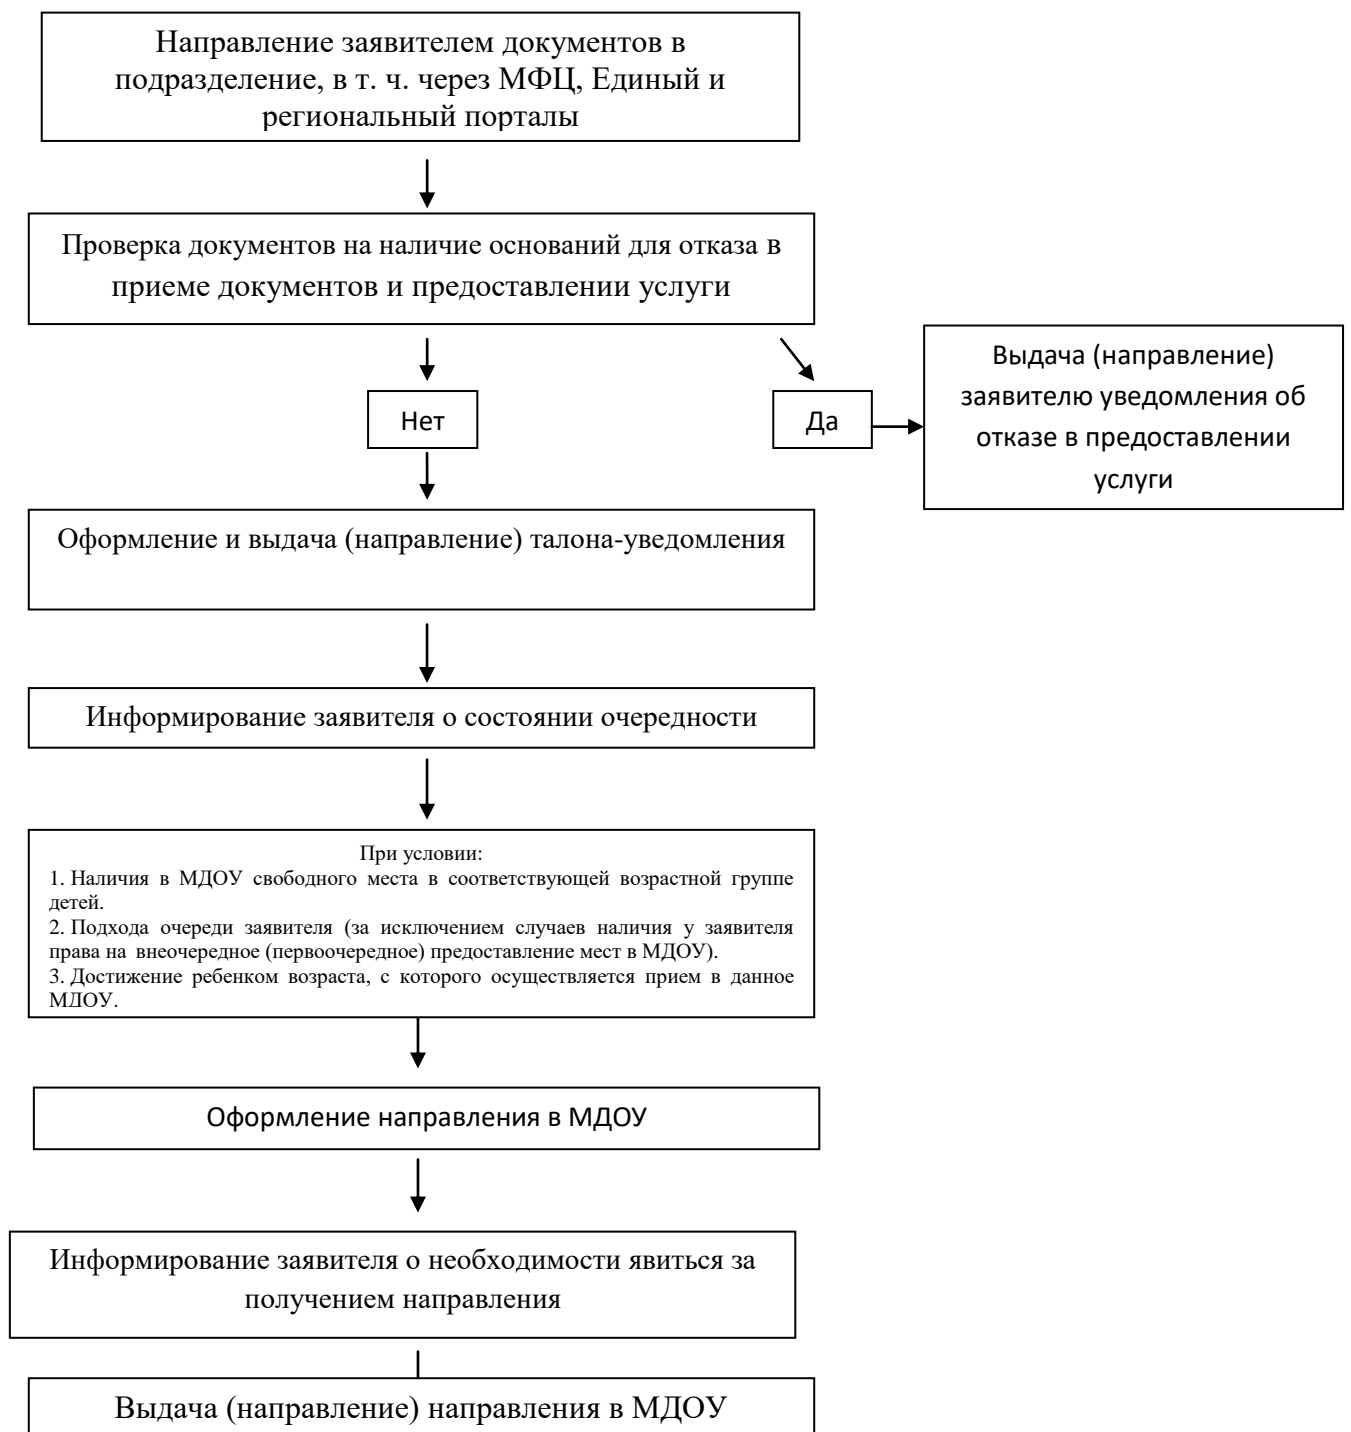 Направление заявителем документов в
подразделение, в т. ч. через МФЦ, Единый и
региональный порталы
Проверка документов на наличие оснований для отказа в
приеме документов и предоставлении услуги
Нет
Да
Выдача (направление)
заявителю уведомления об
отказе в предоставлении
услуги
Оформление и выдача (направление) талона-уведомления
Информирование заявителя о состоянии очередности
При условии:
1. Наличия в МДОУ свободного места в соответствующей возрастной группе
детей.
2. Подхода очереди заявителя (за исключением случаев наличия у заявителя
права на внеочередное (первоочередное) предоставление мест в МДОУ).
3. Достижение ребенком возраста, с которого осуществляется прием в данное
МДОУ.
Оформление направления в МДОУ
Информирование заявителя о необходимости явиться за
получением направления
Выдача (направление) направления в МДОУ